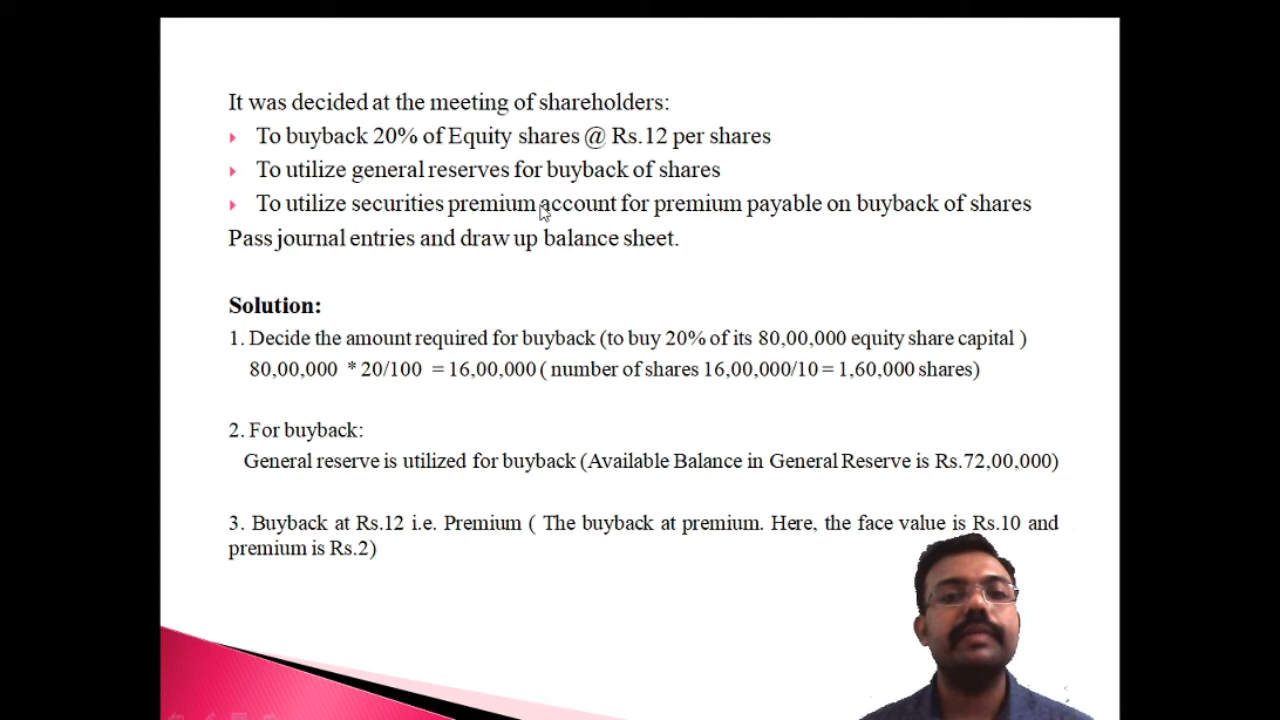 It was decided at the meeting of shareholders:
To buyback 20% of Equity shares @ Rs.12 per shares
To utilize general reserves for buyback of shares
To utilize securities premium account for premium payable on buyback of shares
Pass journal entries and draw up balance sheet.
Solution:
1. Decide the amount required for buyback (to buy 20% of its 80,00,000 equity share capital )
80,00,000 * 20/100 = 16,00,000 ( number of shares 16,00,000/10 = 1,60,000 shares)
2. For buyback:
General reserve is utilized for buyback (Available Balance in General Reserve is Rs.72,00,000)
3. Buyback at Rs.12 i.e. Premium ( The buyback at premium. Here, the face value is Rs.10 and
premium is Rs.2)